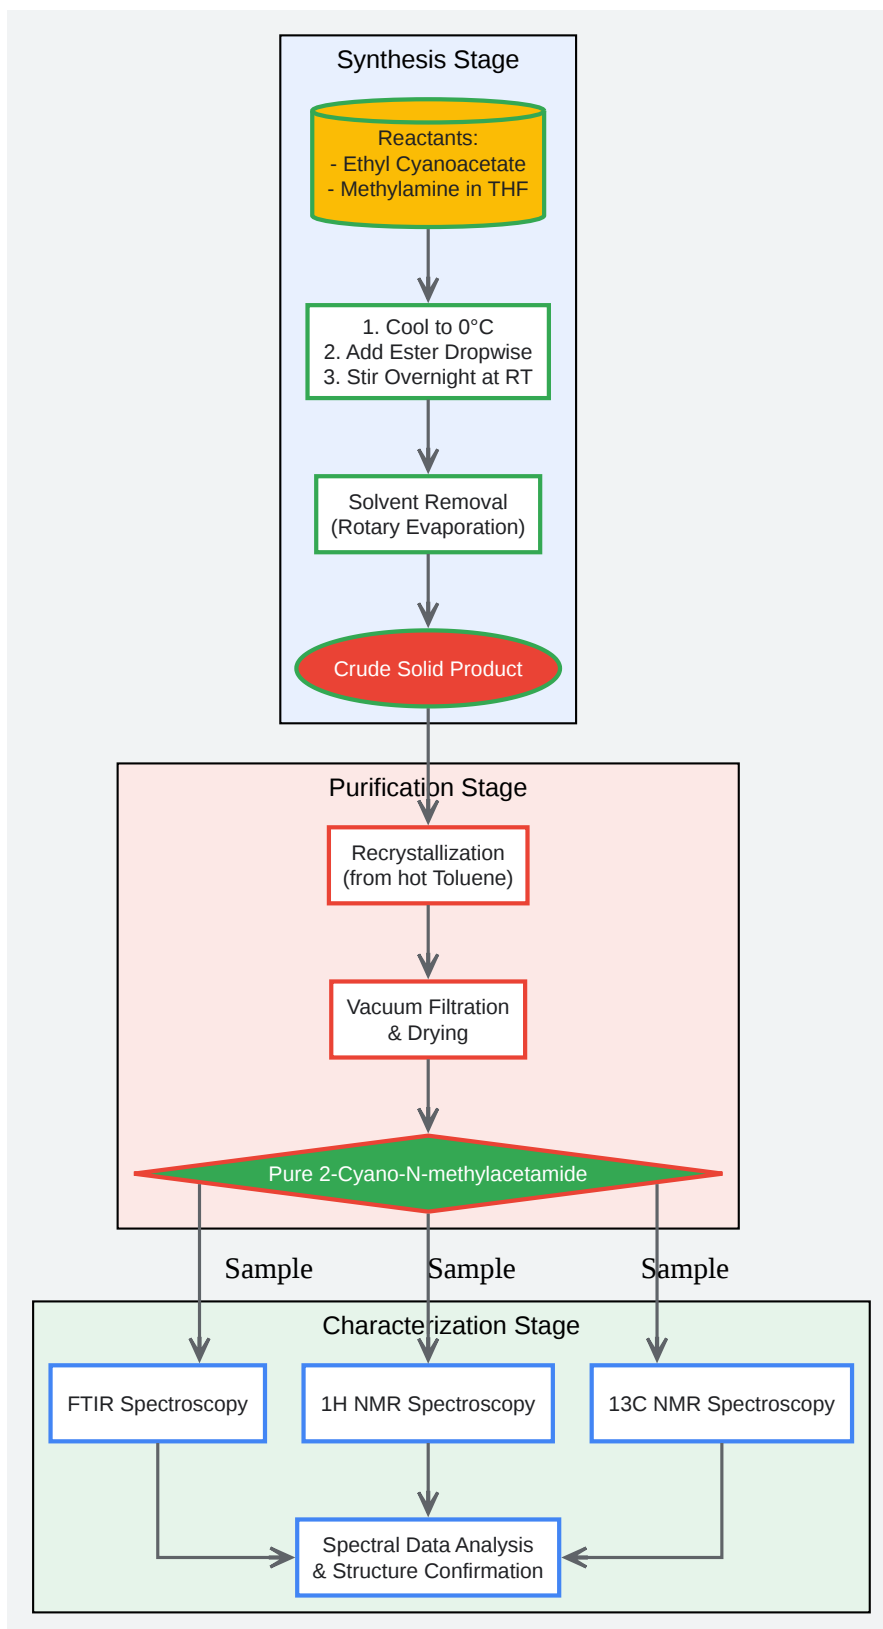 Synthesis Stage
Reactants:
- Ethyl Cyanoacetate
- Methylamine in THF
1. Cool to 0°C
2. Add Ester Dropwise
3. Stir Overnight at RT
Solvent Removal
(Rotary Evaporation)
Crude Solid Product
Purification Stage
Recrystallization
(from hot Toluene)
Vacuum Filtration
& Drying
Pure 2-Cyano-N-methylacetamide
Sample
Sample
Sample
Characterization Stage
FTIR Spectroscopy
1H NMR Spectroscopy
13C NMR Spectroscopy
Spectral Data Analysis
& Structure Confirmation